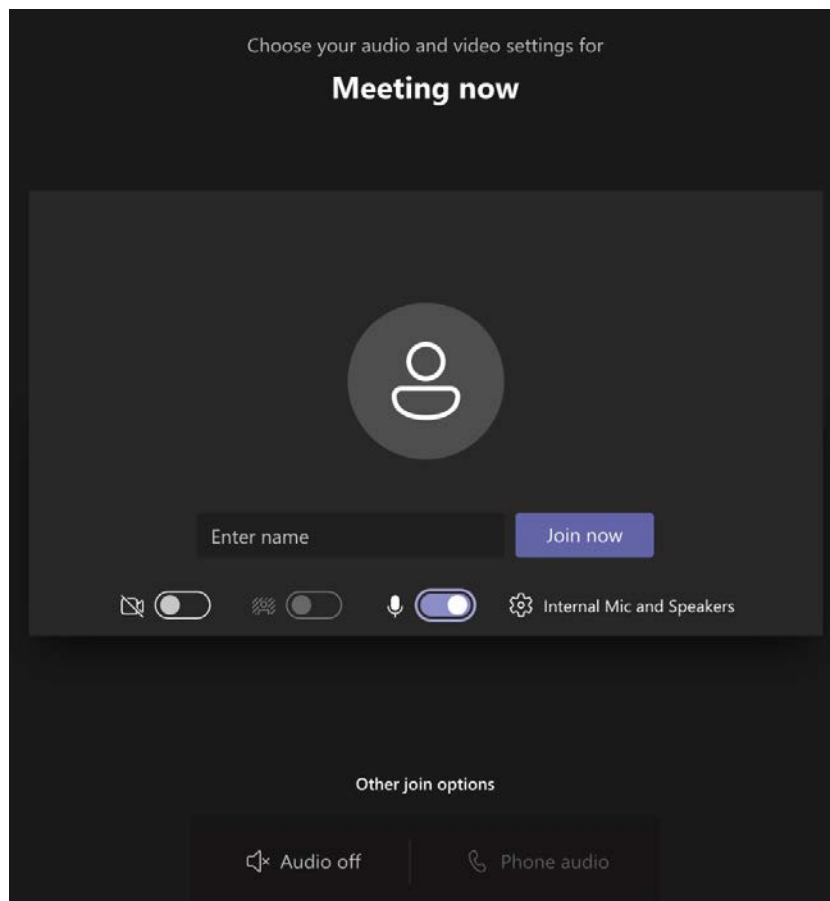 Choose your audio and video settings for
Meeting now
Enter name
Join now
Internal Mic and Speakers
Other join options
Audio off
Phone audio